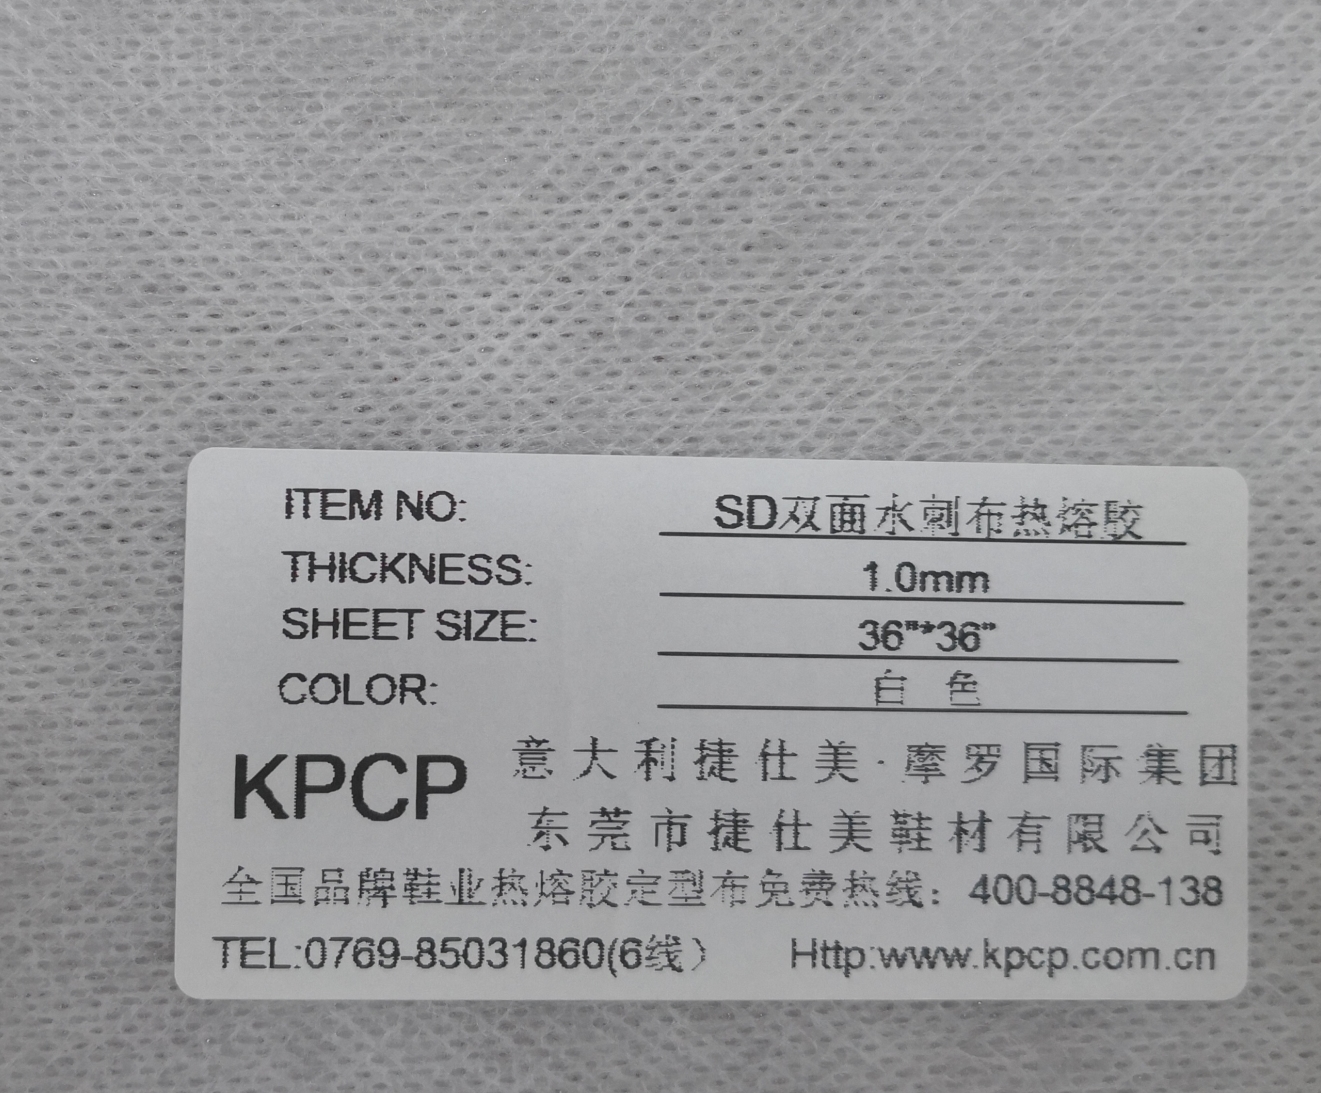 ITEM NO: SD双面水刺布热熔胶
THICKNESS: 1.0mm
SHEET SIZE: 36"*36"
COLOR: 白 色
KPCP
意大利捷仕美·摩罗国际集团
东莞市捷仕美鞋材有限公司
全国品牌鞋业热熔胶定型布免费热线：400-8848-138
TEL:0769-85031860(6线） Http:www.kpcp.com.cn